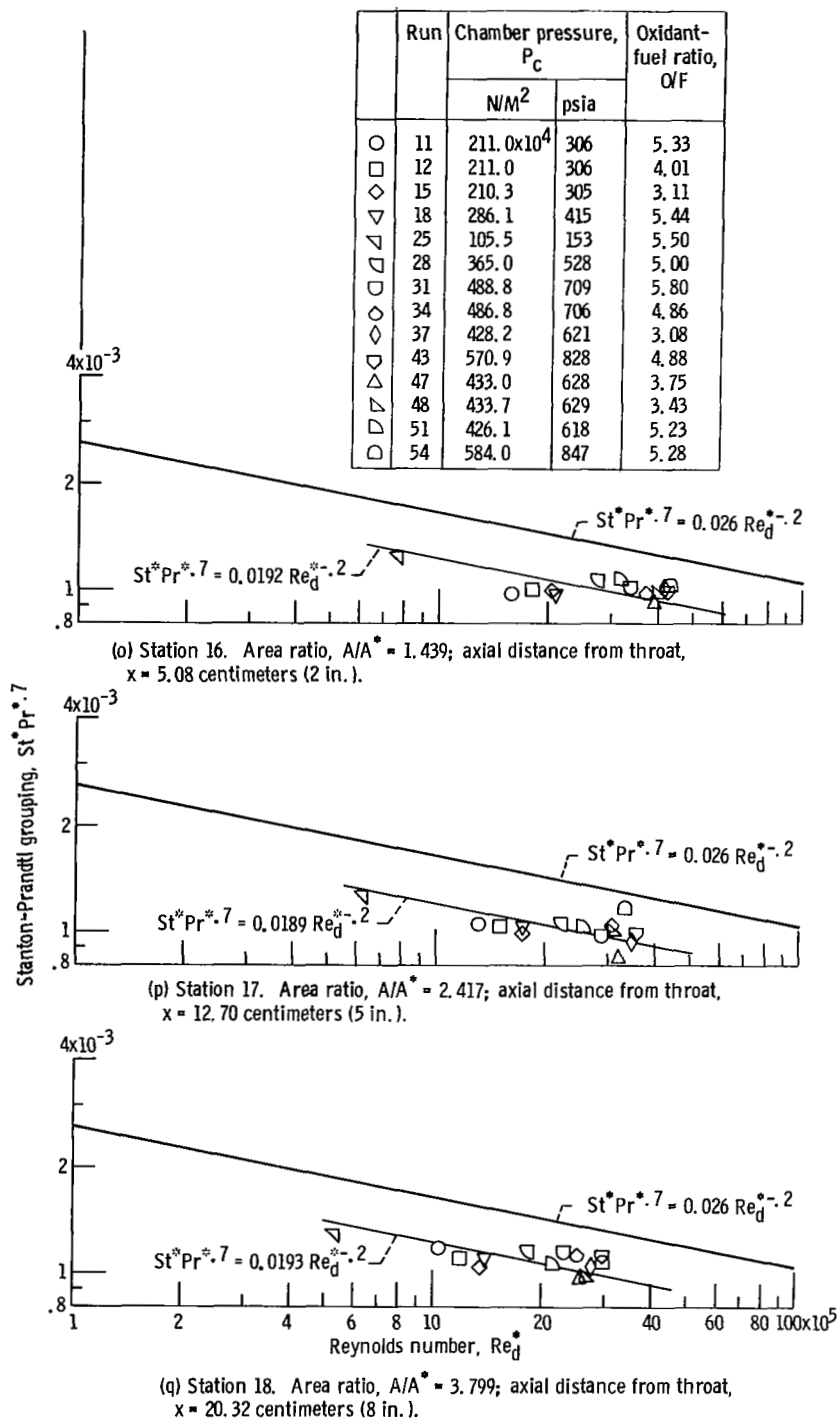 Run Chamber pressure, Oxidant-
P_c fuel ratio,
O/F
N/M² psia
11 211.0x10⁴ 306 5.33
12 211.0 306 4.01
15 210.3 305 3.11
18 286.1 415 5.44
25 105.5 153 5.50
28 365.0 528 5.00
31 488.8 709 5.80
34 486.8 706 4.86
37 428.2 621 3.08
43 570.9 828 4.88
47 433.0 628 3.75
48 433.7 629 3.43
51 426.1 618 5.23
54 584.0 847 5.28
Stanton-Prandtl grouping, St*Pr*·⁷
4x10⁻³
2
1
.8
St*Pr*·⁷ = 0.026 Re_d*⁻·²
St*Pr*·⁷ = 0.0192 Re_d*⁻·²
(o) Station 16. Area ratio, A/A* = 1.439; axial distance from throat,
x = 5.08 centimeters (2 in.).
4x10⁻³
2
1
.8
St*Pr*·⁷ = 0.026 Re_d*⁻·²
St*Pr*·⁷ = 0.0189 Re_d*⁻·²
(p) Station 17. Area ratio, A/A* = 2.417; axial distance from throat,
x = 12.70 centimeters (5 in.).
4x10⁻³
2
1
.8
St*Pr*·⁷ = 0.026 Re_d*⁻·²
St*Pr*·⁷ = 0.0193 Re_d*⁻·²
1 2 4 6 8 10 20 40 60 80 100x10⁵
Reynolds number, Re_d*
(q) Station 18. Area ratio, A/A* = 3.799; axial distance from throat,
x = 20.32 centimeters (8 in.).